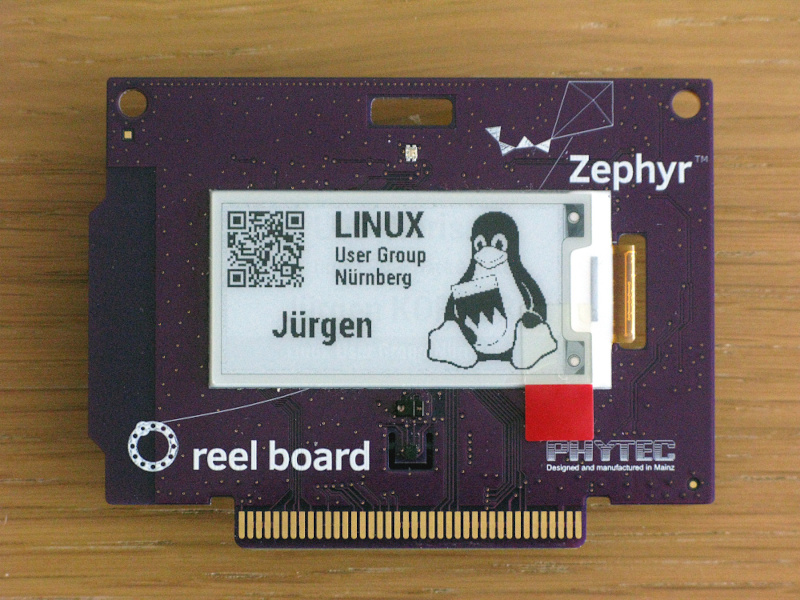 Zephyr™
LINUX
User Group
Nürnberg
Jürgen
reel board
PHYTEC
Designed and manufactured in Mainz